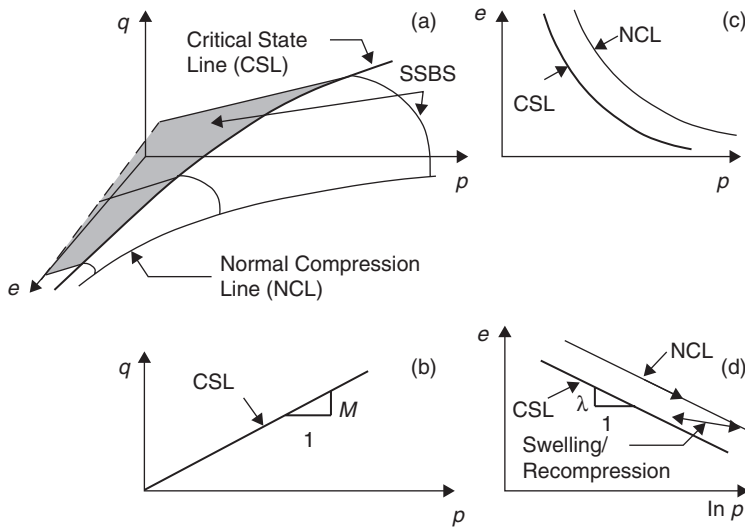 q
Critical State
Line (CSL)
(a)
SSBS
p
Normal Compression
Line (NCL)
e
(c)
e
NCL
CSL
p
(b)
q
CSL
M
1
p
(d)
e
NCL
CSL
λ
1
Swelling/
Recompression
ln p